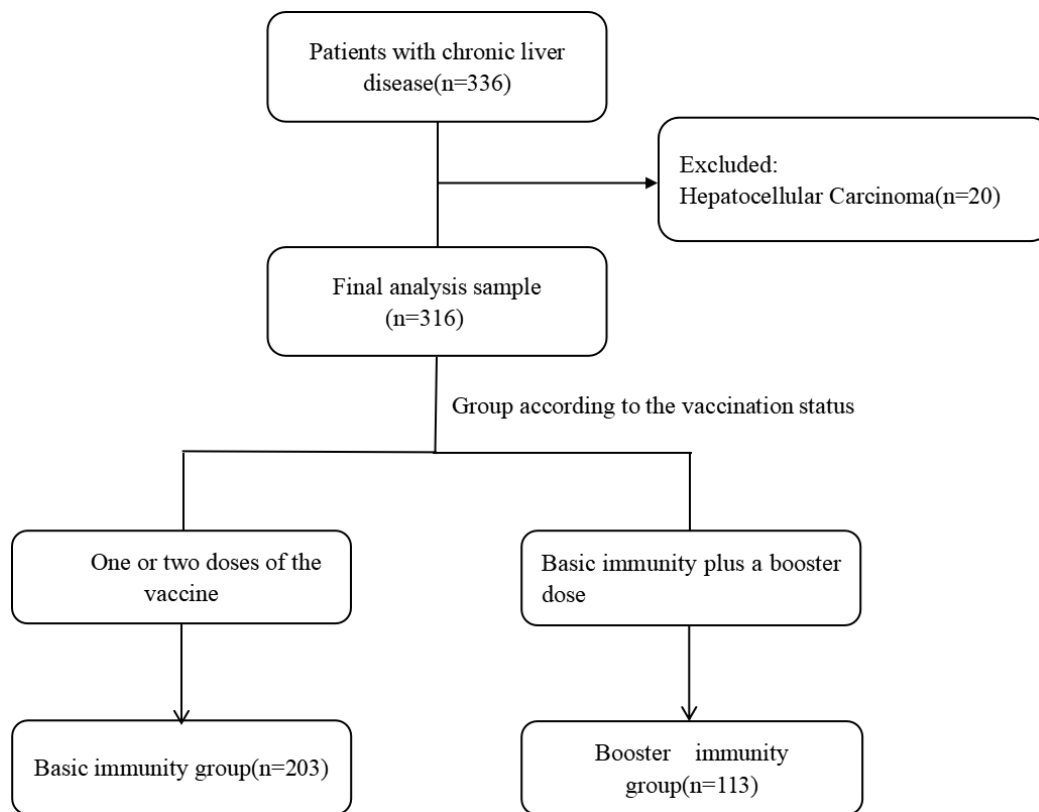 Patients with chronic liver
disease(n=336)
Excluded:
Hepatocellular Carcinoma(n=20)
Final analysis sample
(n=316)
Group according to the vaccination status
One or two doses of the
vaccine
Basic immunity plus a booster
dose
Basic immunity group(n=203)
Booster immunity
group(n=113)